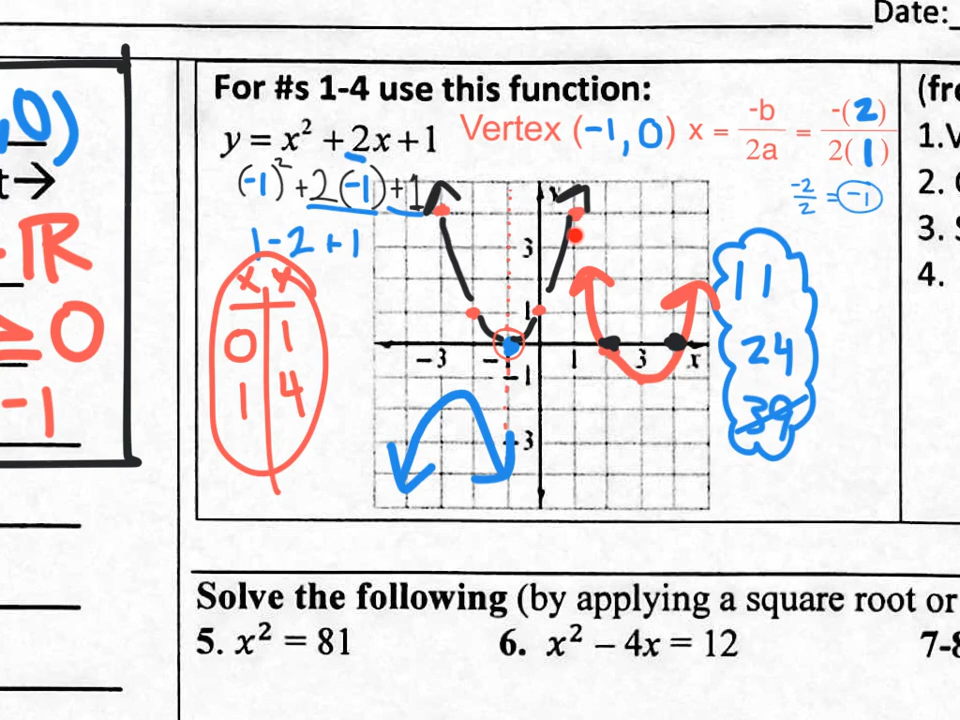 Date:
,0)
t→
-ℝ
≥0
-1
For #s 1-4 use this function:
y = x² + 2x + 1
Vertex (-1,0) x = -b/2a = -(2)/2(1)
(-1)² + 2(-1) + 1
-2/2 = -1
1 - 2 + 1
x y
0 1
1 4
3
1
-3 -1 1 3 x
-1
-3
y
11
24
39
(fre
1.V
2.
3. S
4.
Solve the following (by applying a square root or
5. x² = 81
6. x² – 4x = 12
7-8